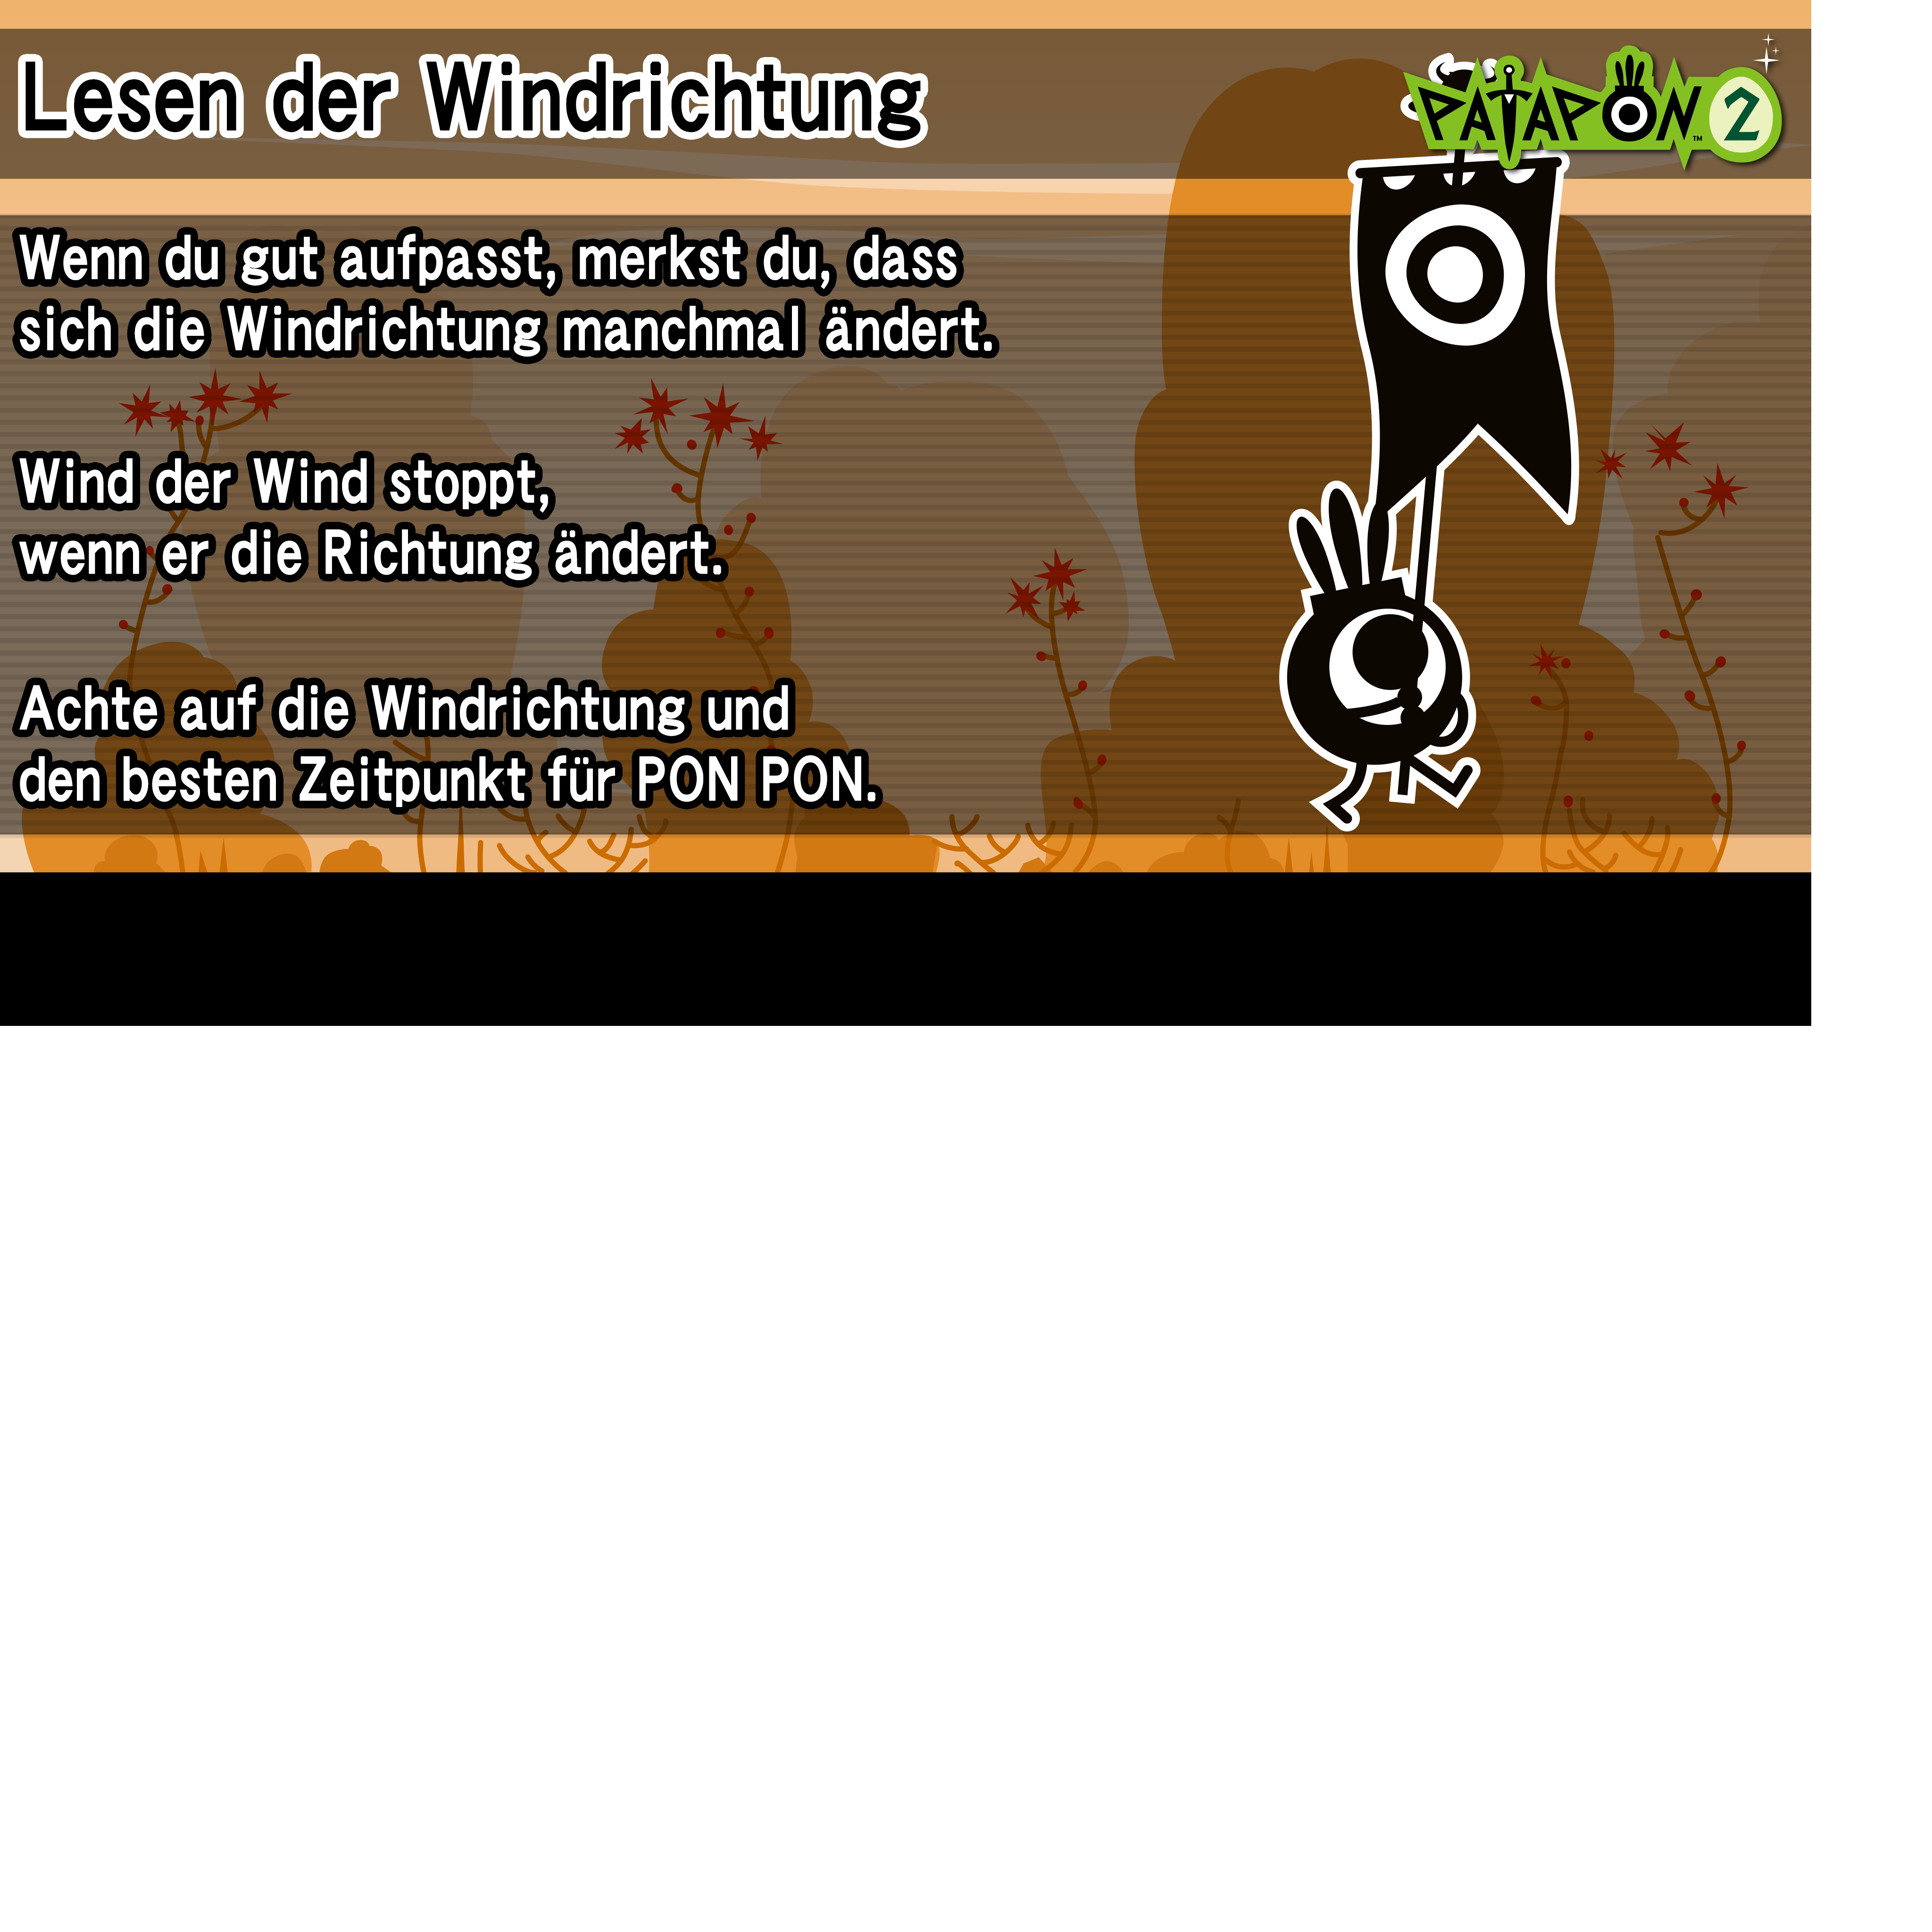 Lesen der Windrichtung
PATAPON™ 2
Wenn du gut aufpasst, merkst du, dass
sich die Windrichtung manchmal ändert.
Wind der Wind stoppt,
wenn er die Richtung ändert.
Achte auf die Windrichtung und
den besten Zeitpunkt für PON PON.